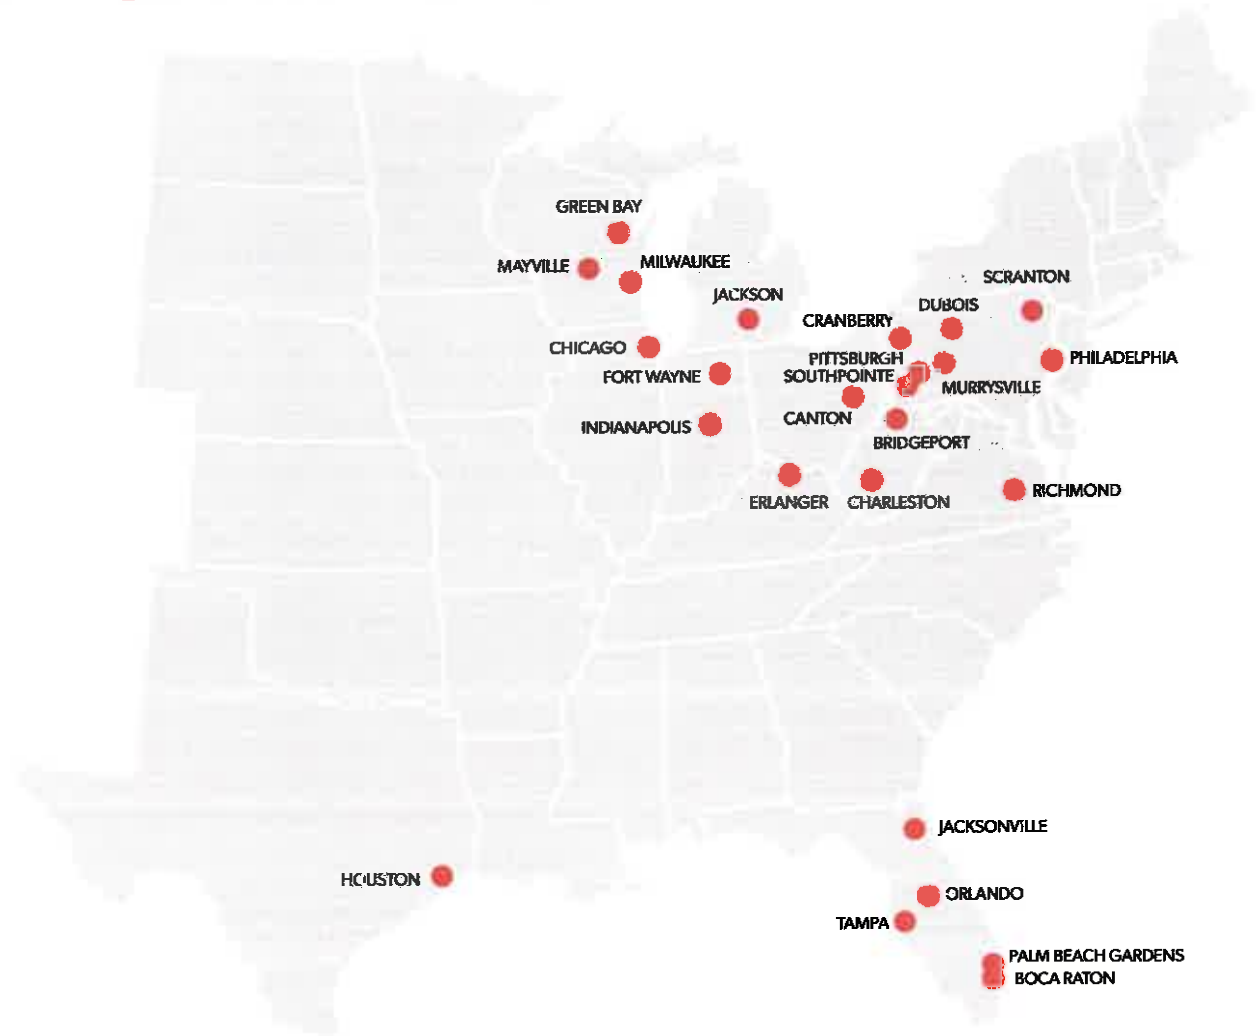 GREEN BAY
MAYVILLE
MILWAUKEE
JACKSON
SCRANTON
DUBOIS
CRANBERRY
CHICAGO
PITTSBURGH
PHILADELPHIA
FORT WAYNE
SOUTHPOINTE
MURRYSVILLE
CANTON
INDIANAPOLIS
BRIDGEPORT
RICHMOND
ERLANGER
CHARLESTON
JACKSONVILLE
HOUSTON
ORLANDO
TAMPA
PALM BEACH GARDENS
BOCA RATON